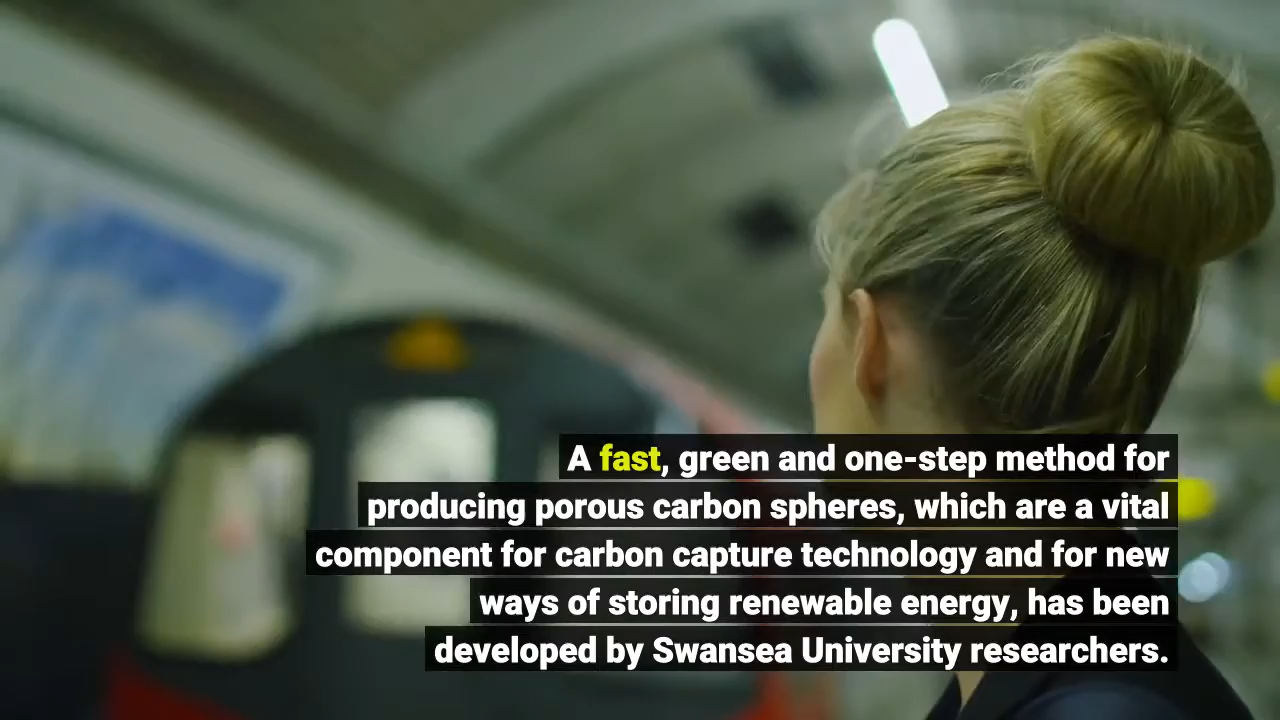 A fast, green and one-step method for
producing porous carbon spheres, which are a vital
component for carbon capture technology and for new
ways of storing renewable energy, has been
developed by Swansea University researchers.